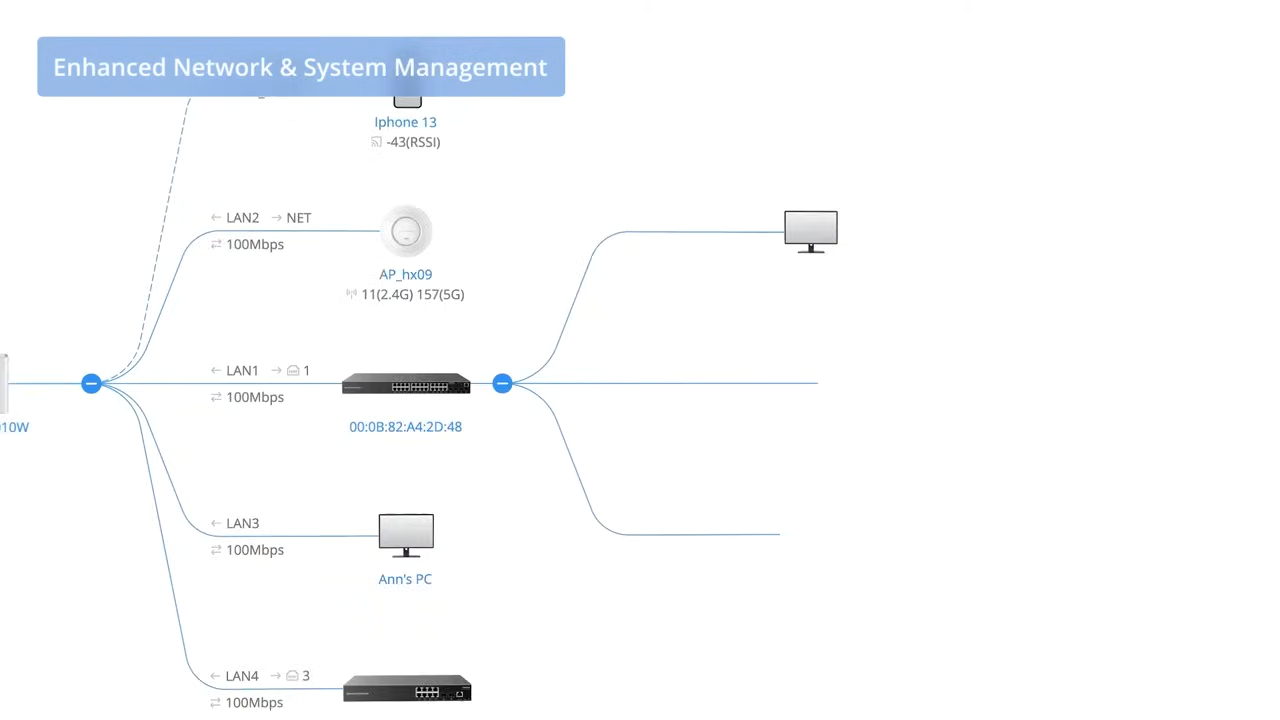 Enhanced Network & System Management
Iphone 13
-43(RSSI)
LAN2 NET
100Mbps
AP_hx09
11(2.4G) 157(5G)
LAN1 1
100Mbps
00:0B:82:A4:2D:48
10W
LAN3
100Mbps
Ann's PC
LAN4 3
100Mbps